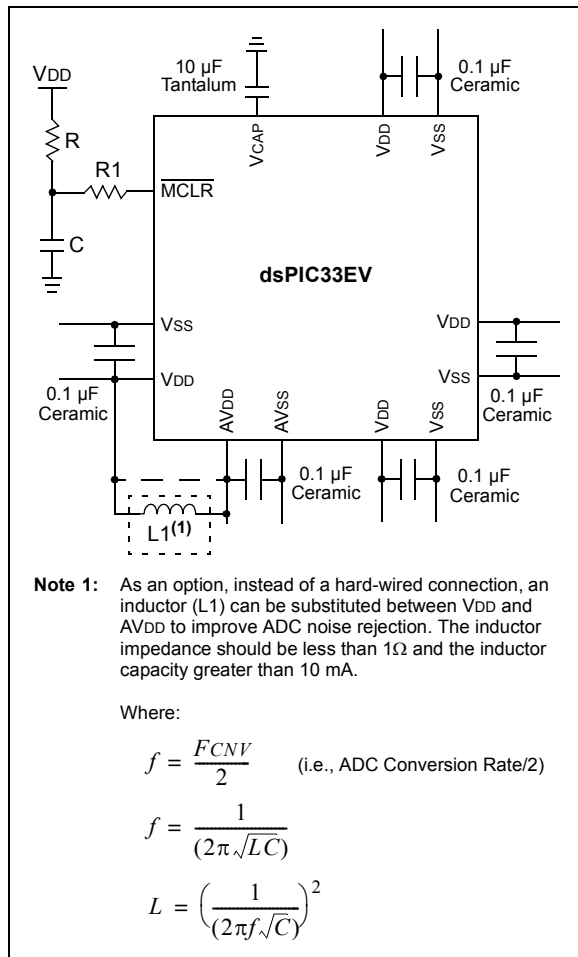 10 µF
Tantalum
0.1 µF
Ceramic
VDD
R
R1
C
VCAP
VDD
VSS
MCLR
dsPIC33EV
VSS
VDD
VDD
VSS
0.1 µF
Ceramic
0.1 µF
Ceramic
AVDD
AVSS
VDD
VSS
0.1 µF
Ceramic
0.1 µF
Ceramic
L1(1)
Note 1: As an option, instead of a hard-wired connection, an
inductor (L1) can be substituted between VDD and
AVDD to improve ADC noise rejection. The inductor
impedance should be less than 1Ω and the inductor
capacity greater than 10 mA.
Where:
f = FCNV / 2 (i.e., ADC Conversion Rate/2)
f = 1 / (2π√LC)
L = (1 / (2πf√C))²